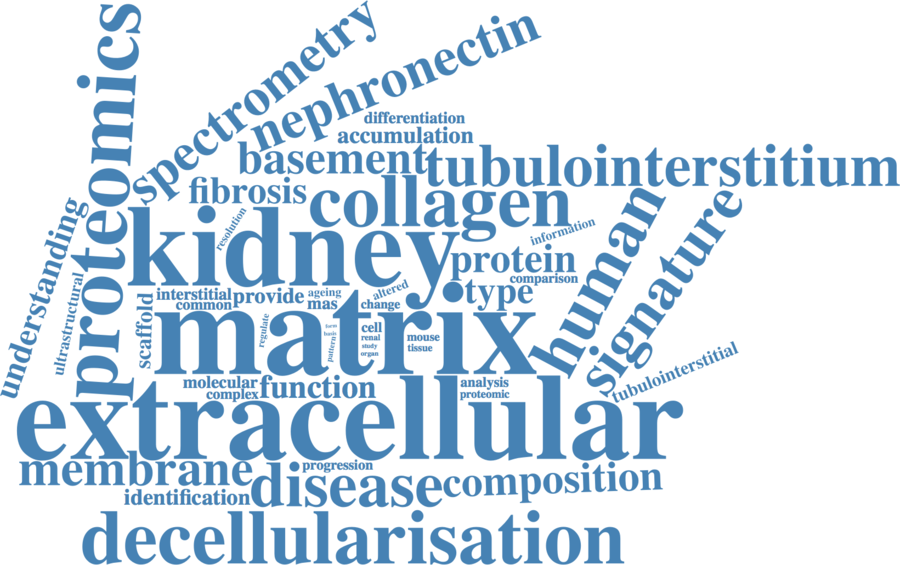 proteomics
spectrometry
nephronectin
differentiation
accumulation
basement
tubulointerstitium
fibrosis
collagen
understanding
resolution
kidney
information
human
signature
protein
comparison
ultrastructural
scaffold
interstitial
provide
ageing
altered
type
common
mas
change
matrix
regulate
form
basis
pattern
cell
renal
study
organ
mouse
tissue
tubulointerstitial
molecular
function
analysis
complex
proteomic
extracellular
membrane
progression
disease
composition
identification
decellularisation